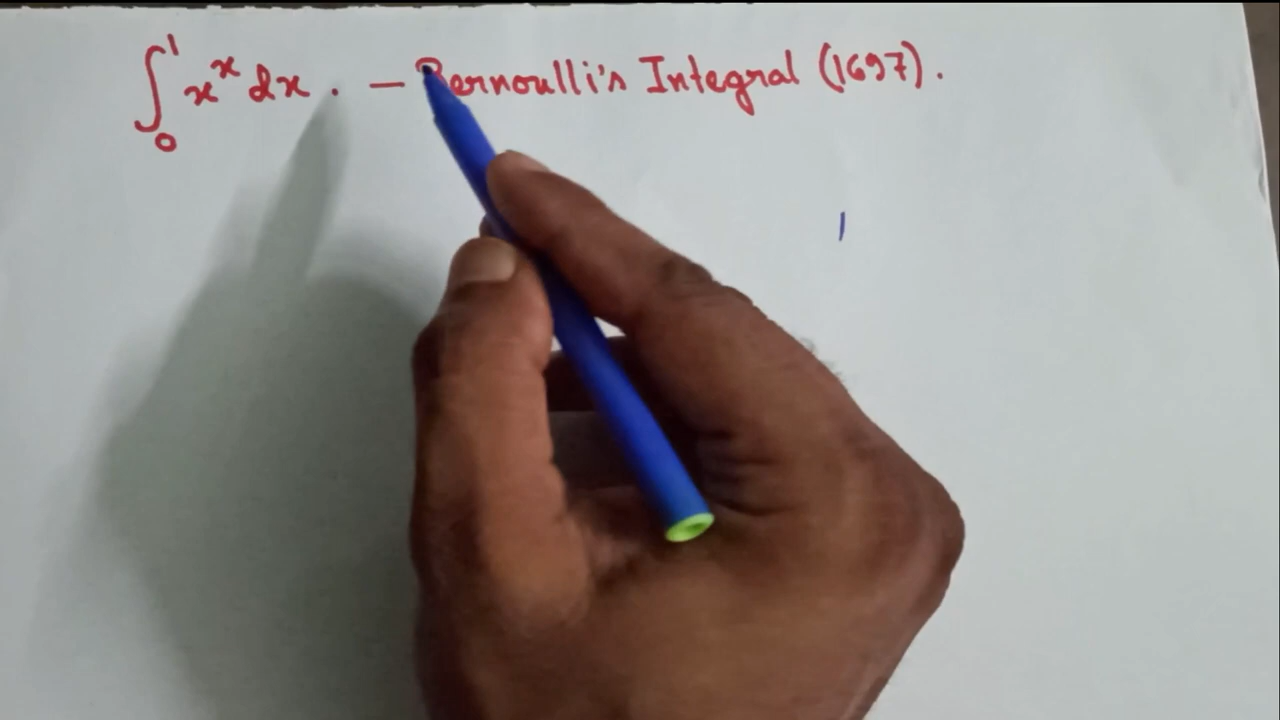 ∫₀¹ xˣ dx. – Bernoulli's Integral (1697).